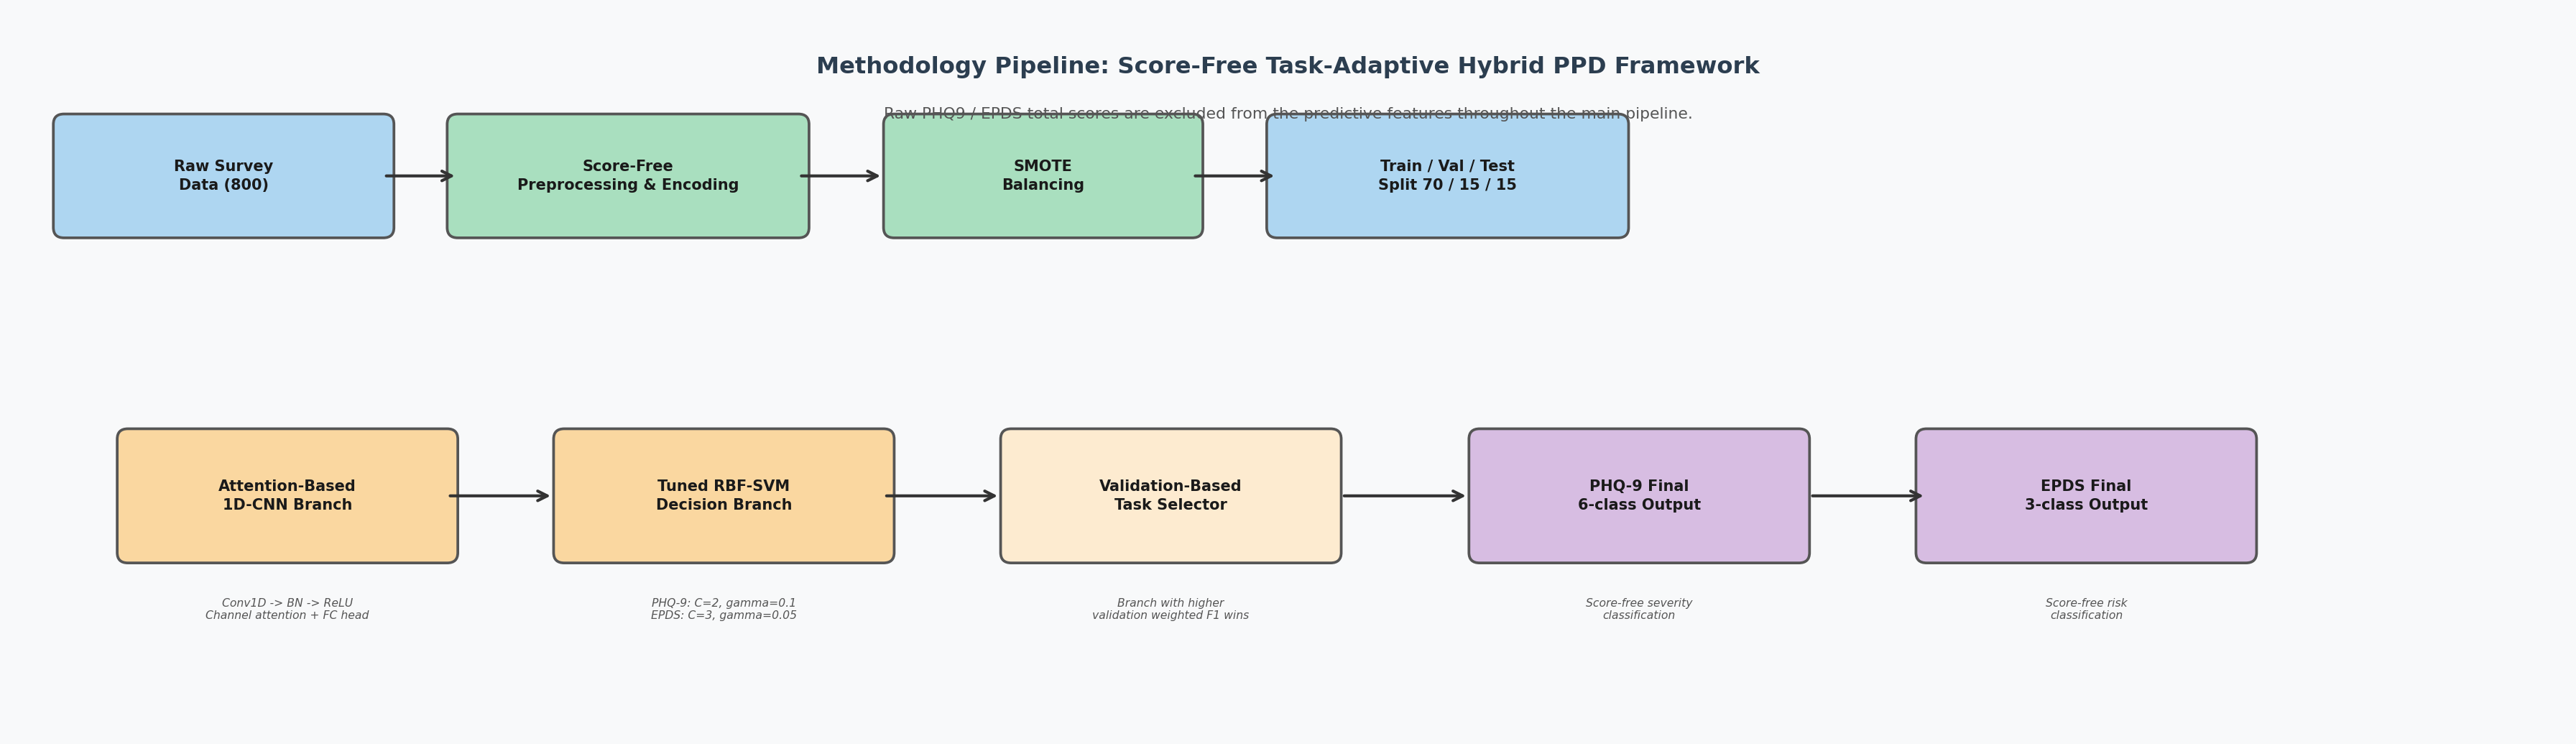 Methodology Pipeline: Score-Free Task-Adaptive Hybrid PPD Framework
Raw PHQ9 / EPDS total scores are excluded from the predictive features throughout the main pipeline.
Raw Survey
Data (800)
Score-Free
Preprocessing & Encoding
SMOTE
Balancing
Train / Val / Test
Split 70 / 15 / 15
Attention-Based
1D-CNN Branch
Tuned RBF-SVM
Decision Branch
Validation-Based
Task Selector
PHQ-9 Final
6-class Output
EPDS Final
3-class Output
Conv1D -> BN -> ReLU
Channel attention + FC head
PHQ-9: C=2, gamma=0.1
EPDS: C=3, gamma=0.05
Branch with higher
validation weighted F1 wins
Score-free severity
classification
Score-free risk
classification